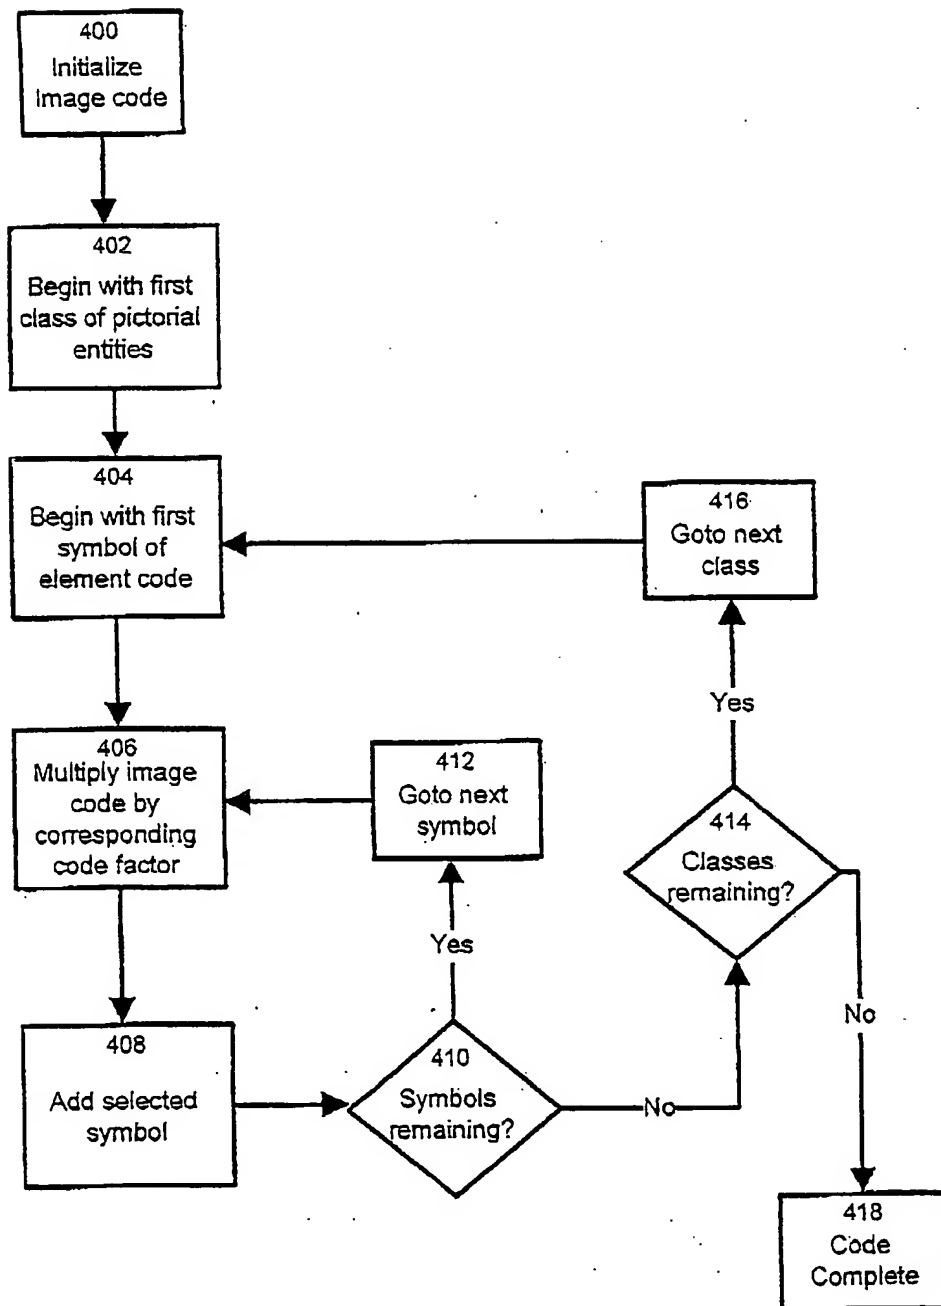 400
Initialize
image code
402
Begin with first
class of pictorial
entities
404
Begin with first
symbol of
element code
416
Goto next
class
Yes
406
Multiply image
code by
corresponding
code factor
412
Goto next
symbol
414
Classes
remaining?
Yes
No
408
Add selected
symbol
410
Symbols
remaining?
No
418
Code
Complete